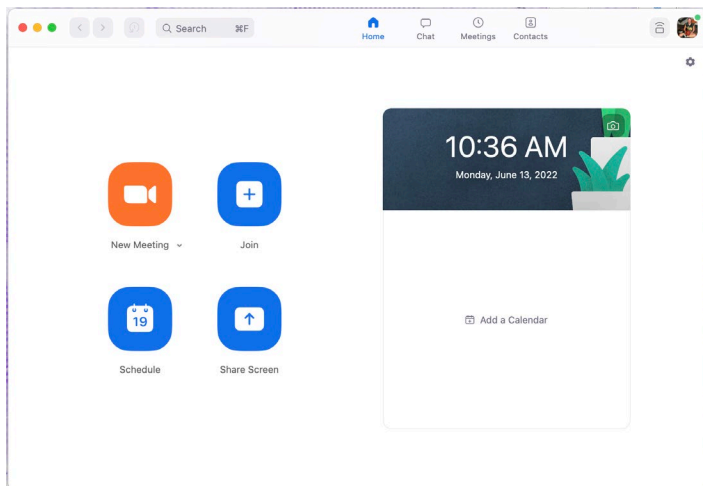 Search ⌘F
Home Chat Meetings Contacts
10:36 AM
Monday, June 13, 2022
New Meeting Join
19
Schedule Share Screen
Add a Calendar